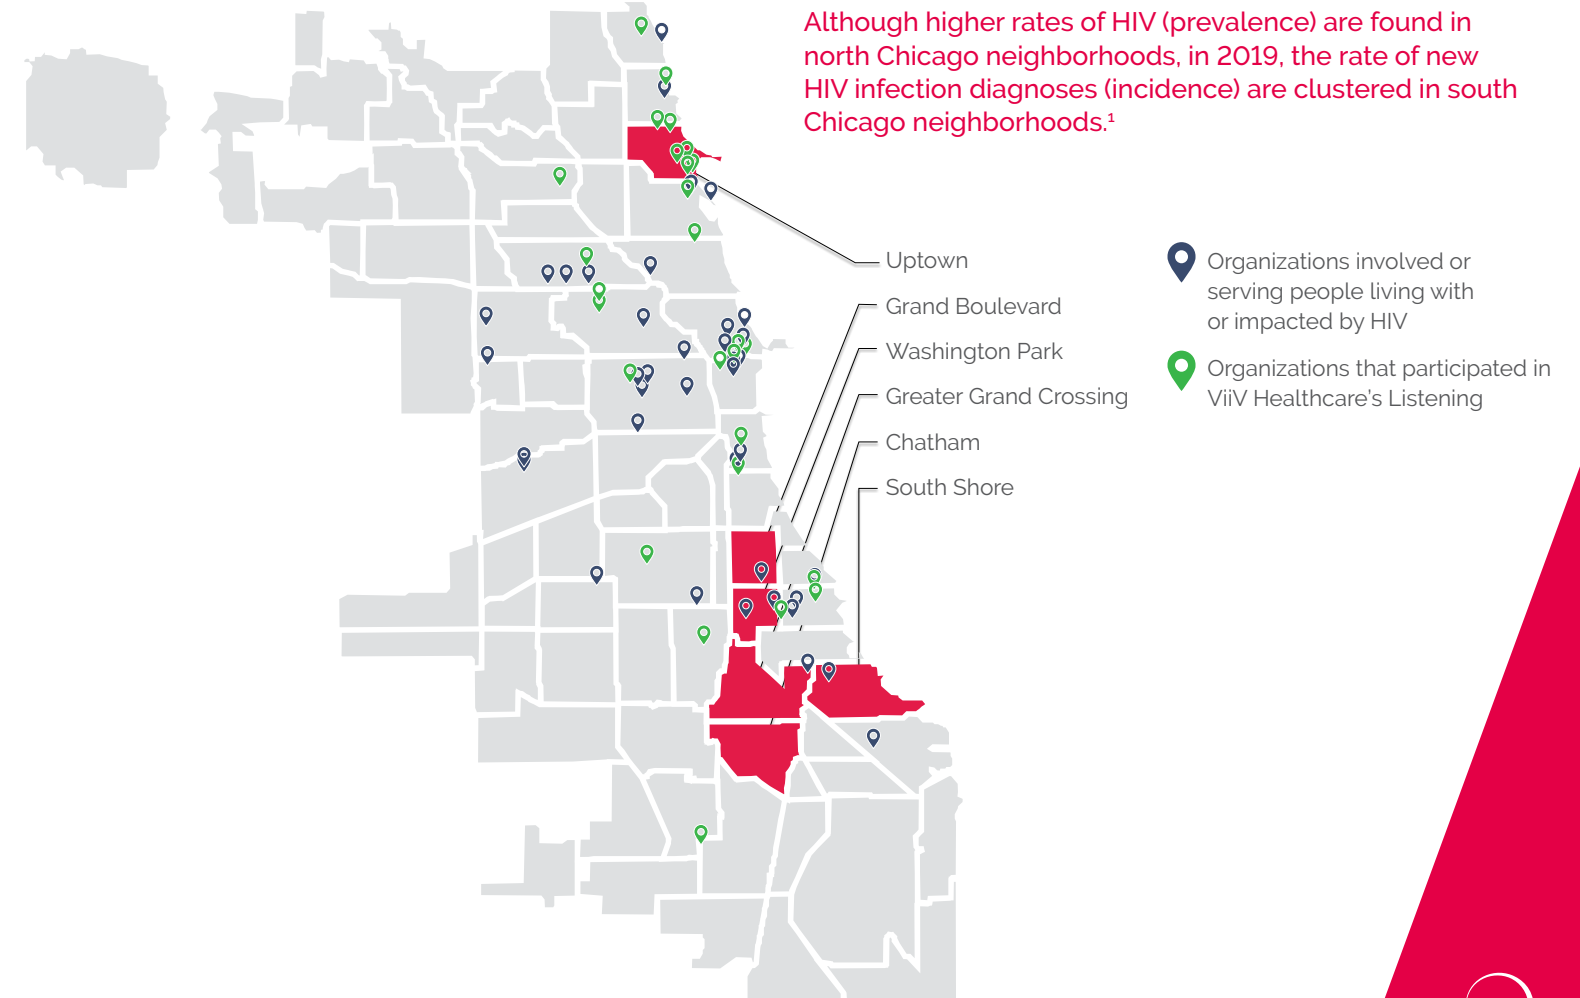 Although higher rates of HIV (prevalence) are found in
north Chicago neighborhoods, in 2019, the rate of new
HIV infection diagnoses (incidence) are clustered in south
Chicago neighborhoods.¹
Uptown
Grand Boulevard
Washington Park
Greater Grand Crossing
Chatham
South Shore
Organizations involved or
serving people living with
or impacted by HIV
Organizations that participated in
ViiV Healthcare's Listening